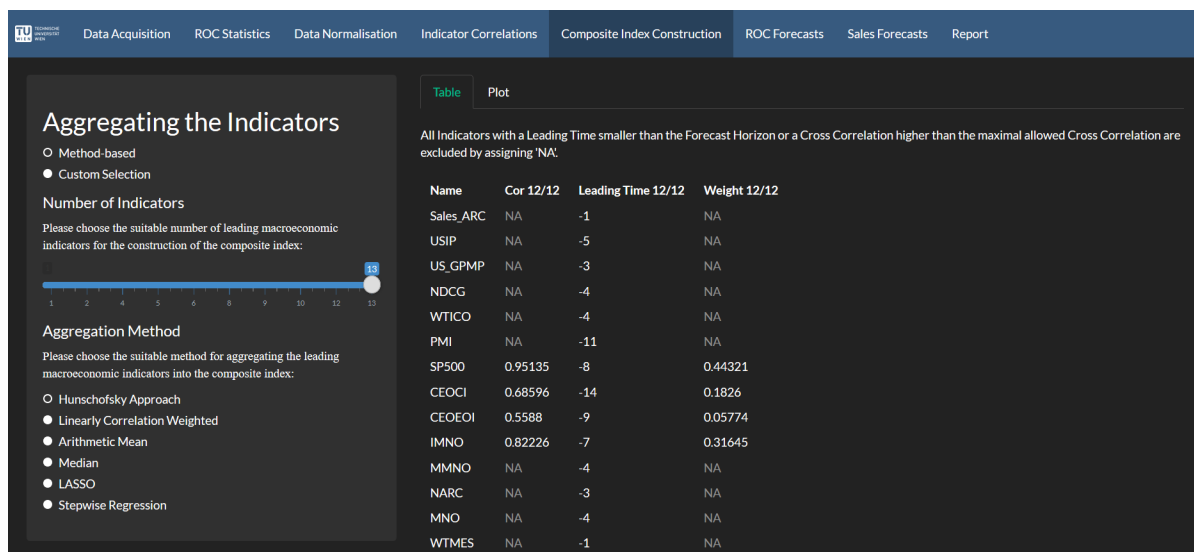 TU TECHNISCHE UNIVERSITÄT WIEN
WIEN
Data Acquisition ROC Statistics Data Normalisation Indicator Correlations Composite Index Construction ROC Forecasts Sales Forecasts Report
Aggregating the Indicators
Method-based
Custom Selection
Number of Indicators
Please choose the suitable number of leading macroeconomic
indicators for the construction of the composite index:
13
1 2 4 5 6 8 9 10 12 13
Aggregation Method
Please choose the suitable method for aggregating the leading
macroeconomic indicators into the composite index:
Hunschofsky Approach
Linearly Correlation Weighted
Arithmetic Mean
Median
LASSO
Stepwise Regression
Table Plot
All Indicators with a Leading Time smaller than the Forecast Horizon or a Cross Correlation higher than the maximal allowed Cross Correlation are
excluded by assigning 'NA'.
Name Cor 12/12 Leading Time 12/12 Weight 12/12
Sales_ARC NA -1 NA
USIP NA -5 NA
US_GPMP NA -3 NA
NDCG NA -4 NA
WTICO NA -4 NA
PMI NA -11 NA
SP500 0.95135 -8 0.44321
CEOCI 0.68596 -14 0.1826
CEOEOI 0.5588 -9 0.05774
IMNO 0.82226 -7 0.31645
MMNO NA -4 NA
NARC NA -3 NA
MNO NA -4 NA
WTMES NA -1 NA